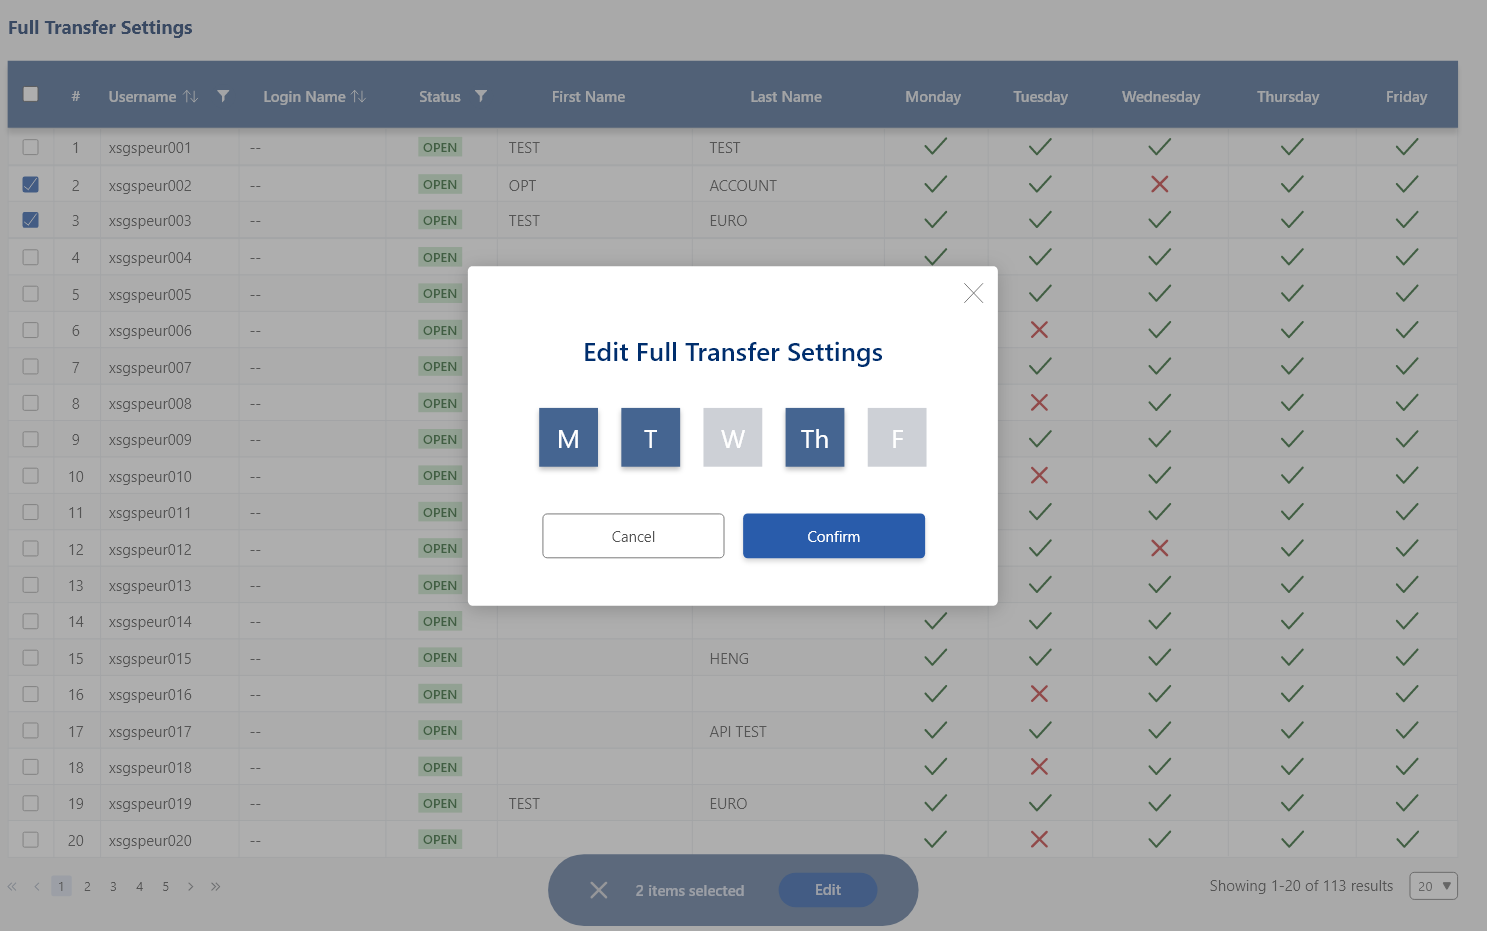 Full Transfer Settings
# Username Login Name Status First Name Last Name Monday Tuesday Wednesday Thursday Friday
1 xsgspeur001 -- OPEN TEST TEST
2 xsgspeur002 -- OPEN OPT ACCOUNT
3 xsgspeur003 -- OPEN TEST EURO
4 xsgspeur004 -- OPEN
5 xsgspeur005 -- OPEN
6 xsgspeur006 -- OPEN
7 xsgspeur007 -- OPEN
8 xsgspeur008 -- OPEN
9 xsgspeur009 -- OPEN
10 xsgspeur010 -- OPEN
11 xsgspeur011 -- OPEN
12 xsgspeur012 -- OPEN
13 xsgspeur013 -- OPEN
14 xsgspeur014 -- OPEN
15 xsgspeur015 -- OPEN HENG
16 xsgspeur016 -- OPEN
17 xsgspeur017 -- OPEN API TEST
18 xsgspeur018 -- OPEN
19 xsgspeur019 -- OPEN TEST EURO
20 xsgspeur020 -- OPEN
Edit Full Transfer Settings
M T W Th F
Cancel Confirm
« ‹ 1 2 3 4 5 › »
2 items selected Edit
Showing 1-20 of 113 results 20